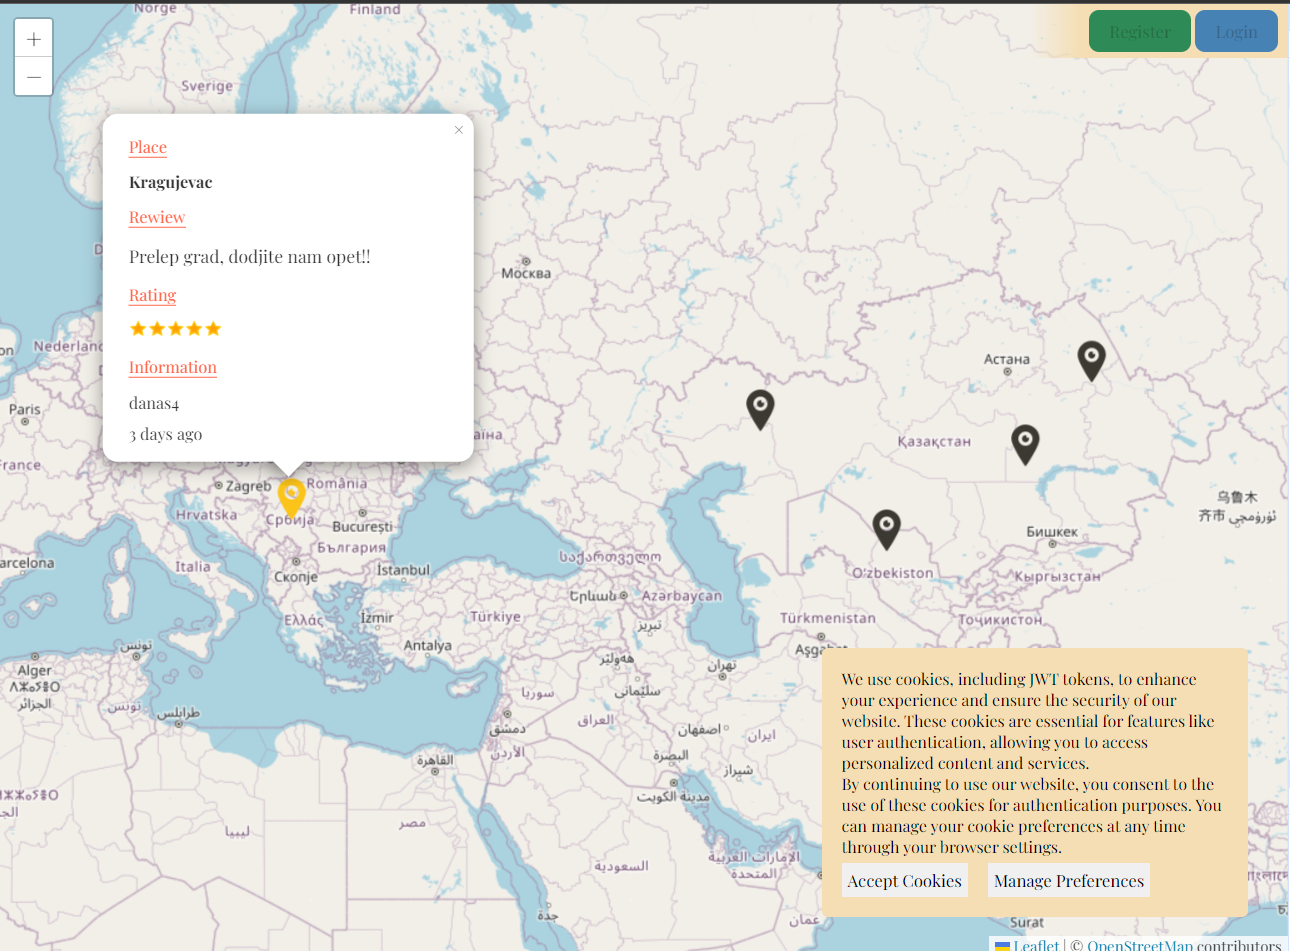 Norge
Suomi
Finland
Register
Login
+
−
Sverige
×
Place
Kragujevac
Rewiew
Prelep grad, dodjite nam opet!!
Rating
Information
danas4
3 days ago
Москва
Nederland
Paris
France
Астана
Қазақстан
乌鲁木
齐市 ئۈرۈمچى
Бишкек
Кыргызстан
Zagreb
România
Hrvatska
Србија
București
България
Italia
Скопје
İstanbul
საქართველო
Երևան
Azərbaycan
O'zbekiston
Türkmenistan
Тоҷикистон
Aşgabat
arcelona
Ελλάς
İzmir
Türkiye
Antalya
تبریز
تونس
Alger
ⵍⵣⵣⴰⵢⴻⵔ
الجزائر
تونس
طرابلس
هەولێر
سلێمانی
تهران
سوريا
العراق
دمشق
الأردن
اصفهان
ایران
البصرة
شیراز
مدينة الكويت
القاهرة
مصر
ليبيا
السعودية
الإمارات العربية
المتحدة
جدة
عمان
We use cookies, including JWT tokens, to enhance
your experience and ensure the security of our
website. These cookies are essential for features like
user authentication, allowing you to access
personalized content and services.
By continuing to use our website, you consent to the
use of these cookies for authentication purposes. You
can manage your cookie preferences at any time
through your browser settings.
Accept Cookies
Manage Preferences
Surat
Leaflet | © OpenStreetMap contributors